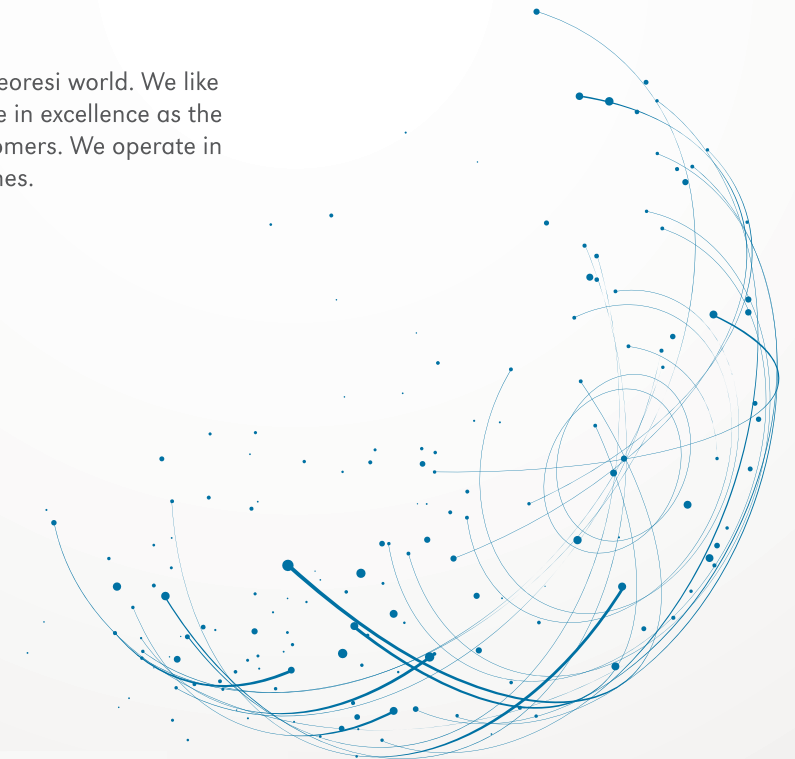 eoresi world. We like
e in excellence as the
omers. We operate in
nes.